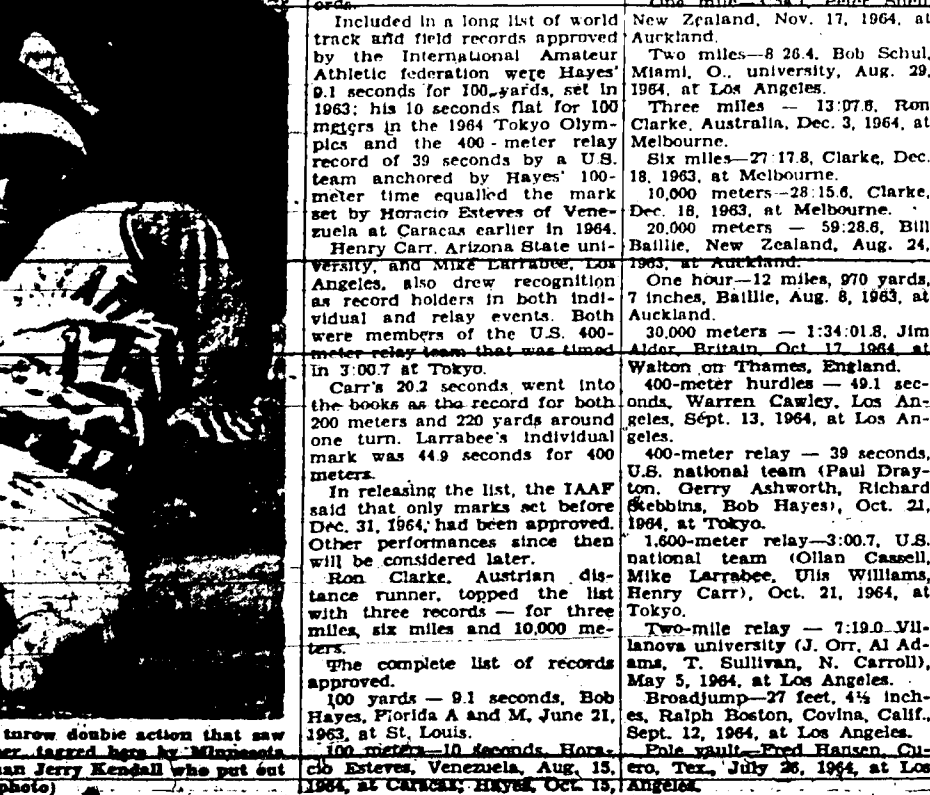 turow double action that saw
tagged here by Minnesota
an Jerry Kendall who put out
photo)
ords.
Included in a long list of world
track and field records approved
by the International Amateur
Athletic federation were Hayes'
9.1 seconds for 100 yards, set in
1963; his 10 seconds flat for 100
meters in the 1964 Tokyo Olym-
pics and the 400 - meter relay
record of 39 seconds by a U.S.
team anchored by Hayes' 100-
meter time equalled the mark
set by Horacio Esteves of Vene-
zuela at Caracas earlier in 1964.
Henry Carr, Arizona State uni-
versity, and Mike Larrabee, Los
Angeles, also drew recognition
as record holders in both indi-
vidual and relay events. Both
were members of the U.S. 400-
meter relay team that was timed
in 3:00.7 at Tokyo.
Carr's 20.2 seconds went into
the books as the record for both
200 meters and 220 yards around
one turn. Larrabee's individual
mark was 44.9 seconds for 400
meters.
In releasing the list, the IAAF
said that only marks set before
Dec. 31, 1964, had been approved.
Other performances since then
will be considered later.
Ron Clarke, Austrian dis-
tance runner, topped the list
with three records — for three
miles, six miles and 10,000 me-
ters.
The complete list of records
approved.
100 yards — 9.1 seconds, Bob
Hayes, Florida A and M, June 21,
1963, at St. Louis.
100 meters—10 seconds, Hora-
cio Esteves, Venezuela, Aug. 15,
1964, at Caracas; Hayes, Oct. 15,
One mile— Peter Snell
New Zealand, Nov. 17, 1964, at
Auckland.
Two miles—8 26.4, Bob Schul,
Miami, O., university, Aug. 29,
1964, at Los Angeles.
Three miles — 13:07.6, Ron
Clarke, Australia, Dec. 3, 1964, at
Melbourne.
Six miles—27:17.8, Clarke, Dec.
18, 1963, at Melbourne.
10,000 meters—28:15.6, Clarke,
Dec. 18, 1963, at Melbourne.
20,000 meters — 59:28.6, Bill
Baillie, New Zealand, Aug. 24,
1963, at Auckland.
One hour—12 miles, 970 yards,
7 inches, Baillie, Aug. 8, 1963, at
Auckland.
30,000 meters — 1:34:01.8, Jim
Alder, Britain, Oct. 17, 1964, at
Walton on Thames, England.
400-meter hurdles — 49.1 sec-
onds, Warren Cawley, Los An-
geles, Sept. 13, 1964, at Los An-
geles.
400-meter relay — 39 seconds,
U.S. national team (Paul Dray-
ton, Gerry Ashworth, Richard
Stebbins, Bob Hayes), Oct. 21,
1964, at Tokyo.
1,600-meter relay—3:00.7, U.S.
national team (Ollan Cassell,
Mike Larrabee, Ulis Williams,
Henry Carr), Oct. 21, 1964, at
Tokyo.
Two-mile relay — 7:19.0 Vil-
lanova university (J. Orr, Al Ad-
ams, T. Sullivan, N. Carroll),
May 5, 1964, at Los Angeles.
Broadjump—27 feet, 4½ inch-
es, Ralph Boston, Covina, Calif.,
Sept. 12, 1964, at Los Angeles.
Pole vault—Fred Hansen, Cu-
ero, Tex., July 26, 1964, at Los
Angeles.